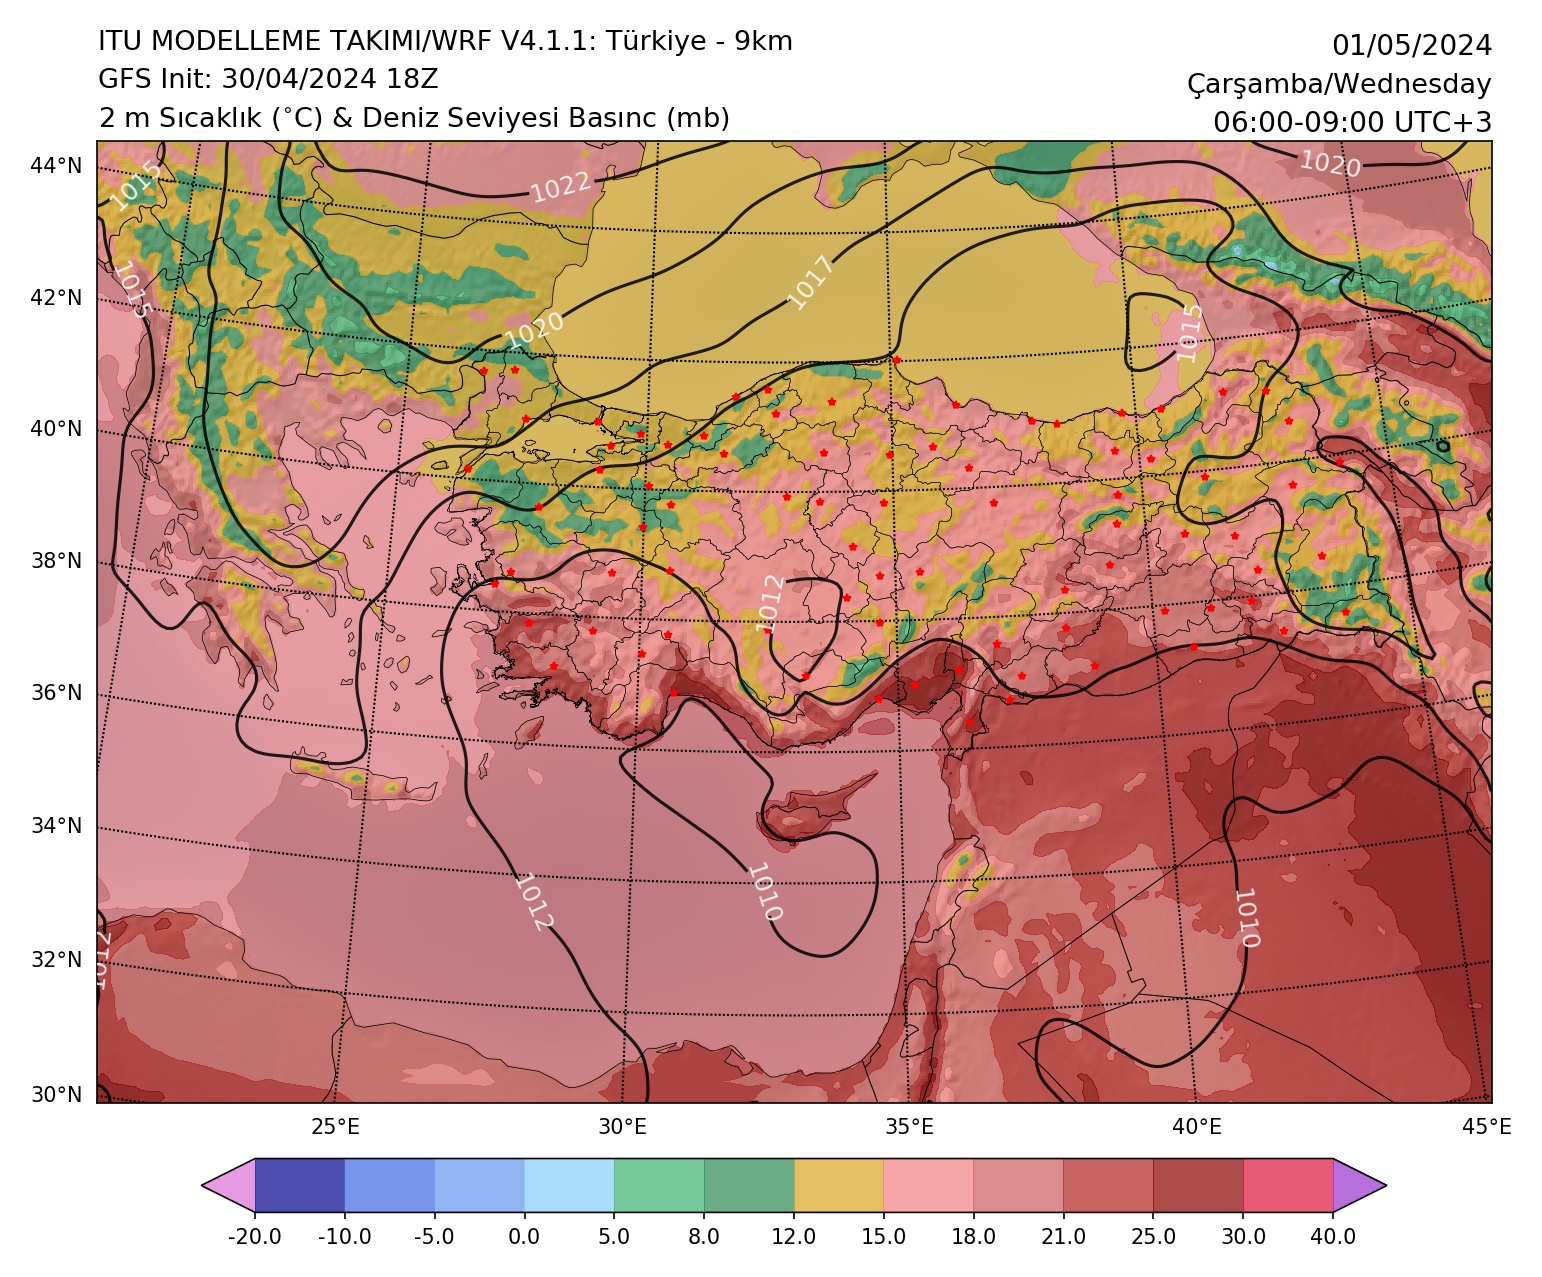 ITU MODELLEME TAKIMI/WRF V4.1.1: Türkiye - 9km
GFS Init: 30/04/2024 18Z
2 m Sıcaklık (°C) & Deniz Seviyesi Basınc (mb)
01/05/2024
Çarşamba/Wednesday
06:00-09:00 UTC+3
44°N
42°N
40°N
38°N
36°N
34°N
32°N
30°N
1015
1022
1020
1015
1017
1020
1015
1012
1012
1010
1010
1012
25°E 30°E 35°E 40°E 45°E
-20.0 -10.0 -5.0 0.0 5.0 8.0 12.0 15.0 18.0 21.0 25.0 30.0 40.0